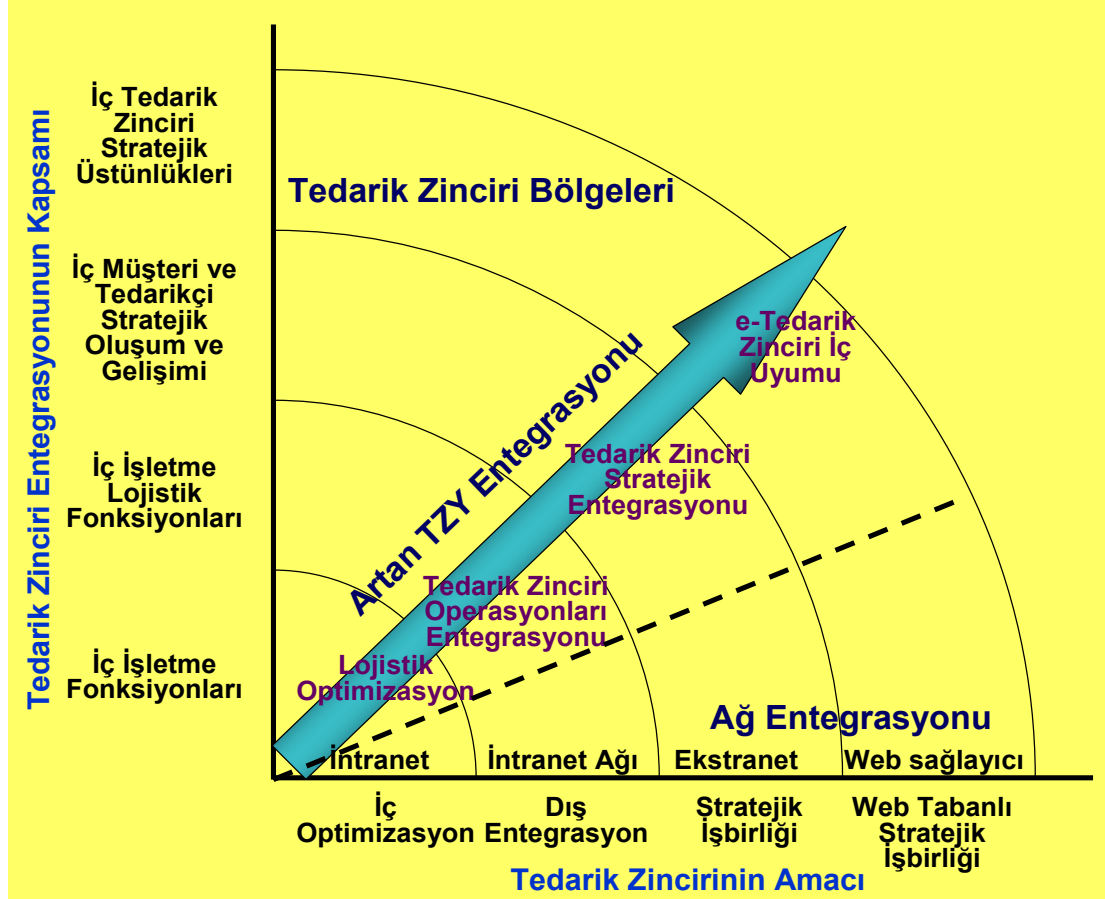 Tedarik Zinciri Entegrasyonunun Kapsamı
İç Tedarik
Zinciri
Stratejik
Üstünlükleri
İç Müşteri ve
Tedarikçi
Stratejik
Oluşum ve
Gelişimi
İç İşletme
Lojistik
Fonksiyonları
İç İşletme
Fonksiyonları
Tedarik Zinciri Bölgeleri
Artan TZY Entegrasyonu
e-Tedarik
Zinciri İç
Uyumu
Tedarik Zinciri
Stratejik
Entegrasyonu
Tedarik Zinciri
Operasyonları
Entegrasyonu
Lojistik
Optimizasyon
Ağ Entegrasyonu
İntranet
İntranet Ağı
Ekstranet
Web sağlayıcı
İç
Optimizasyon
Dış
Entegrasyon
Stratejik
İşbirliği
Web Tabanlı
Stratejik
İşbirliği
Tedarik Zincirinin Amacı